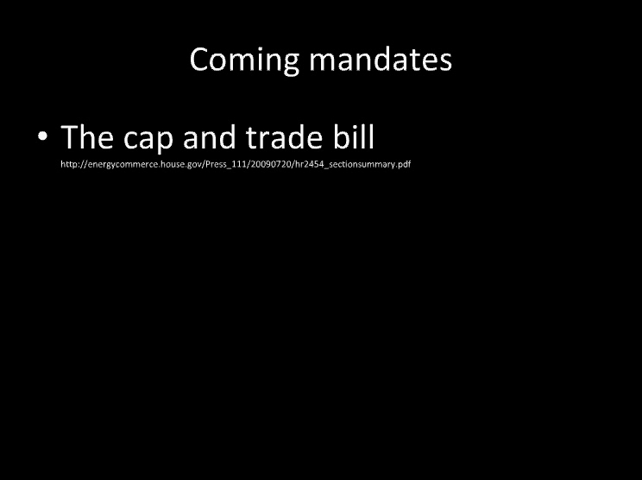 Coming mandates
• The cap and trade bill
http://energycommerce.house.gov/Press_111/20090720/hr2454_sectionsummary.pdf